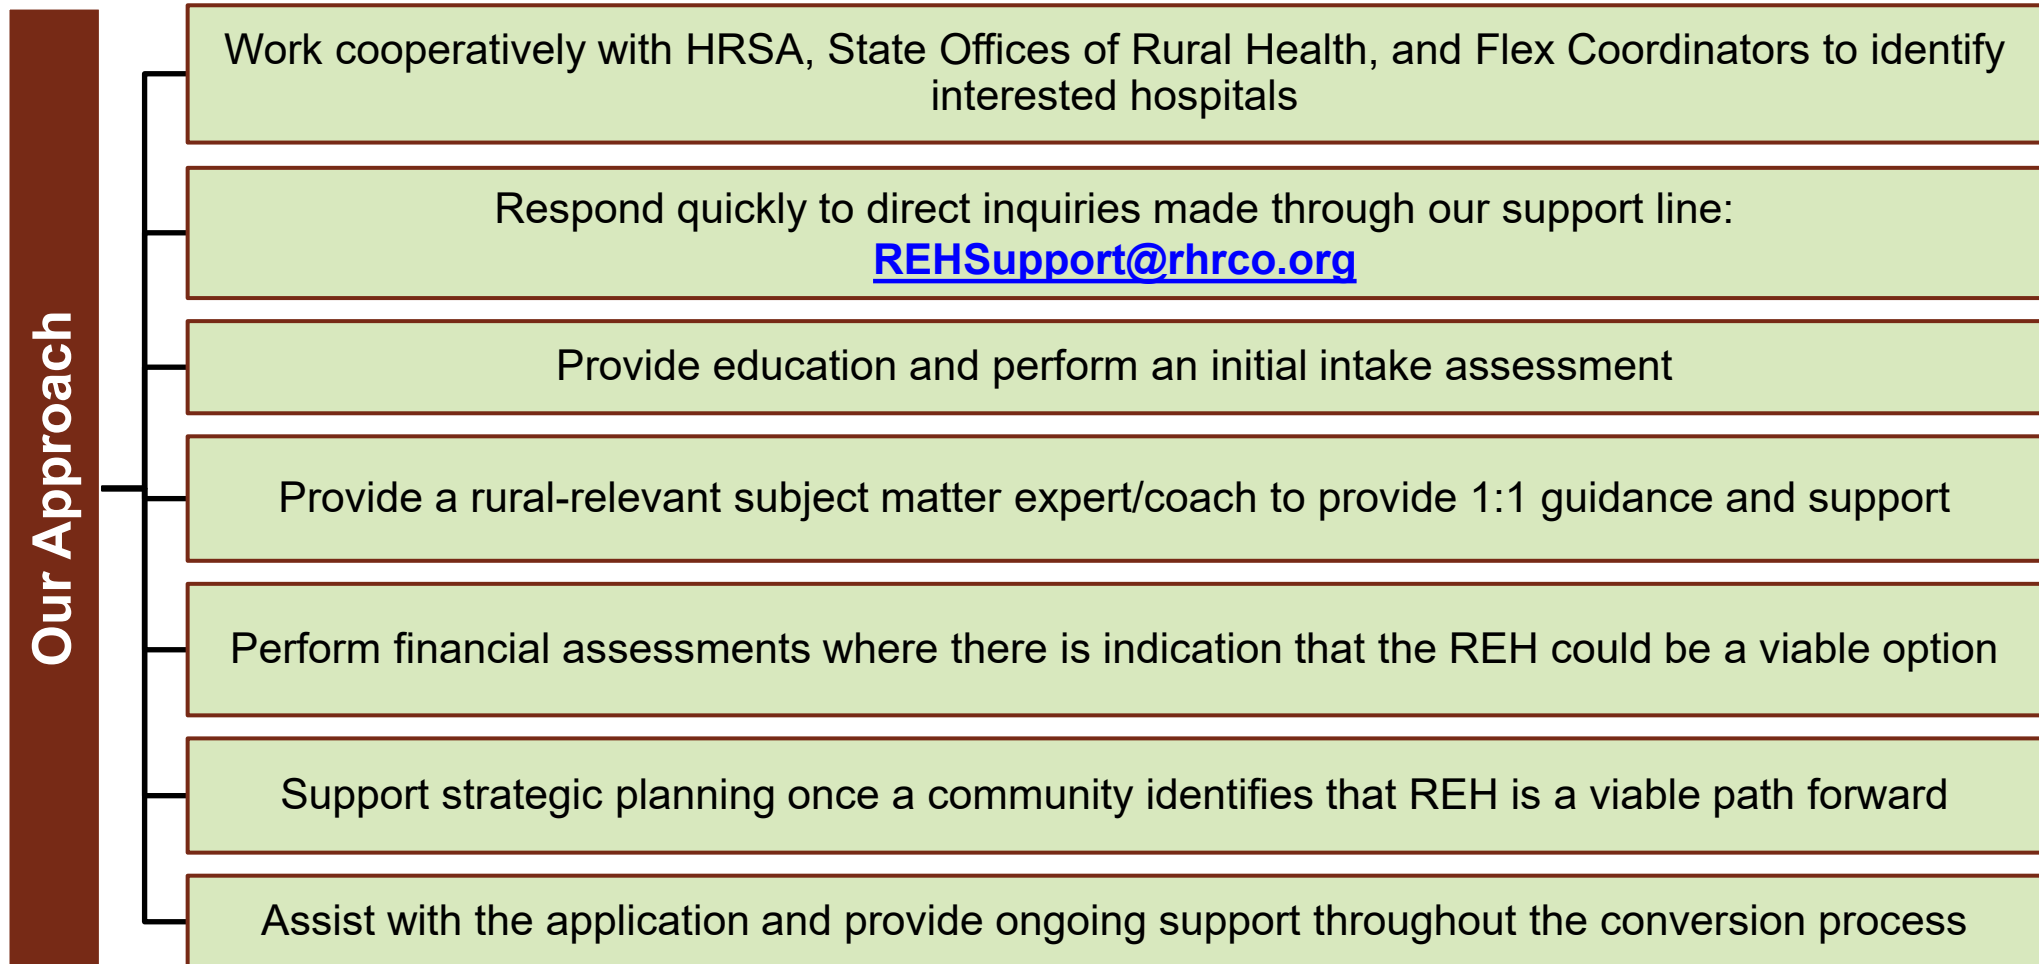 Our Approach
Work cooperatively with HRSA, State Offices of Rural Health, and Flex Coordinators to identify
interested hospitals
Respond quickly to direct inquiries made through our support line:
REHSupport@rhrco.org
Provide education and perform an initial intake assessment
Provide a rural-relevant subject matter expert/coach to provide 1:1 guidance and support
Perform financial assessments where there is indication that the REH could be a viable option
Support strategic planning once a community identifies that REH is a viable path forward
Assist with the application and provide ongoing support throughout the conversion process